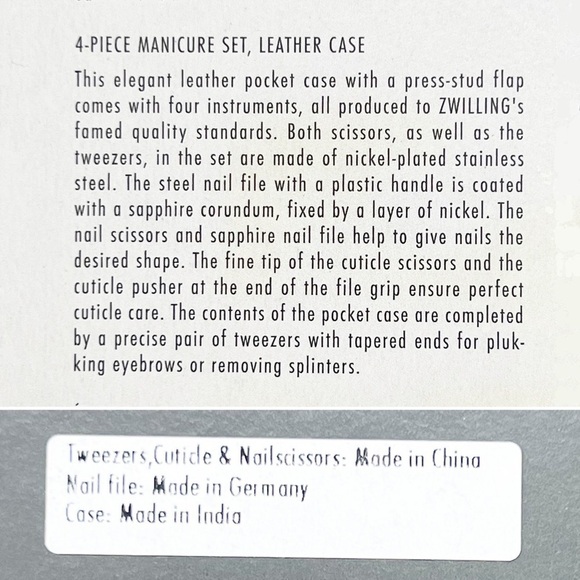 4-PIECE MANICURE SET, LEATHER CASE
This elegant leather pocket case with a press-stud flap
comes with four instruments, all produced to ZWILLING's
famed quality standards. Both scissors, as well as the
tweezers, in the set are made of nickel-plated stainless
steel. The steel nail file with a plastic handle is coated
with a sapphire corundum, fixed by a layer of nickel. The
nail scissors and sapphire nail file help to give nails the
desired shape. The fine tip of the cuticle scissors and the
cuticle pusher at the end of the file grip ensure perfect
cuticle care. The contents of the pocket case are completed
by a precise pair of tweezers with tapered ends for pluk-
king eyebrows or removing splinters.
Tweezers,Cuticle & Nailscissors: Made in China
Nail file: Made in Germany
Case: Made in India